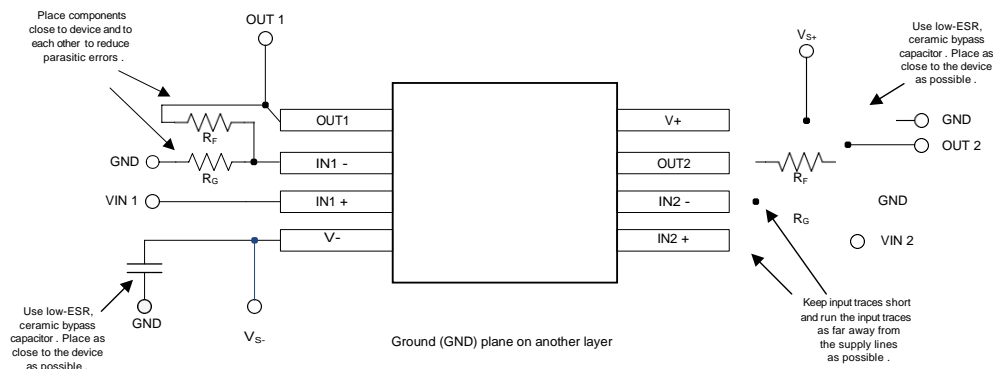 Place components
close to device and to
each other to reduce
parasitic errors .
OUT 1
VS+
Use low-ESR,
ceramic bypass
capacitor . Place as
close to the device
as possible .
OUT1
V+
GND
RF
OUT 2
GND
IN1 -
OUT2
RF
RG
VIN 1
IN1 +
IN2 -
GND
RG
V-
IN2 +
VIN 2
Use low-ESR,
ceramic bypass
capacitor . Place as
close to the device
as possible .
GND
VS-
Ground (GND) plane on another layer
Keep input traces short
and run the input traces
as far away from
the supply lines
as possible .